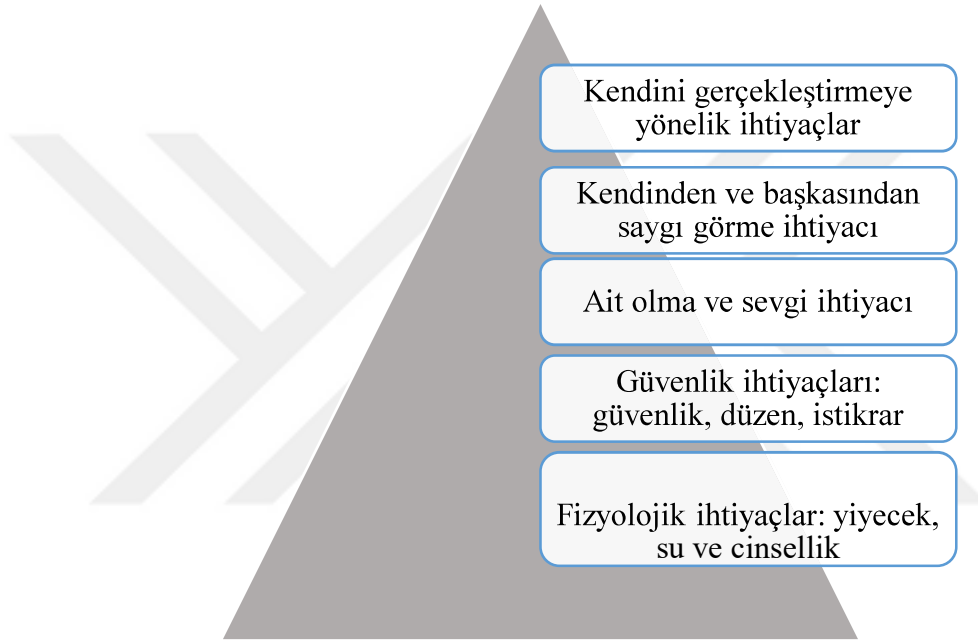 Kendini gerçekleştirmeye
yönelik ihtiyaçlar
Kendinden ve başkasından
saygı görme ihtiyacı
Ait olma ve sevgi ihtiyacı
Güvenlik ihtiyaçları:
güvenlik, düzen, istikrar
Fizyolojik ihtiyaçlar: yiyecek,
su ve cinsellik